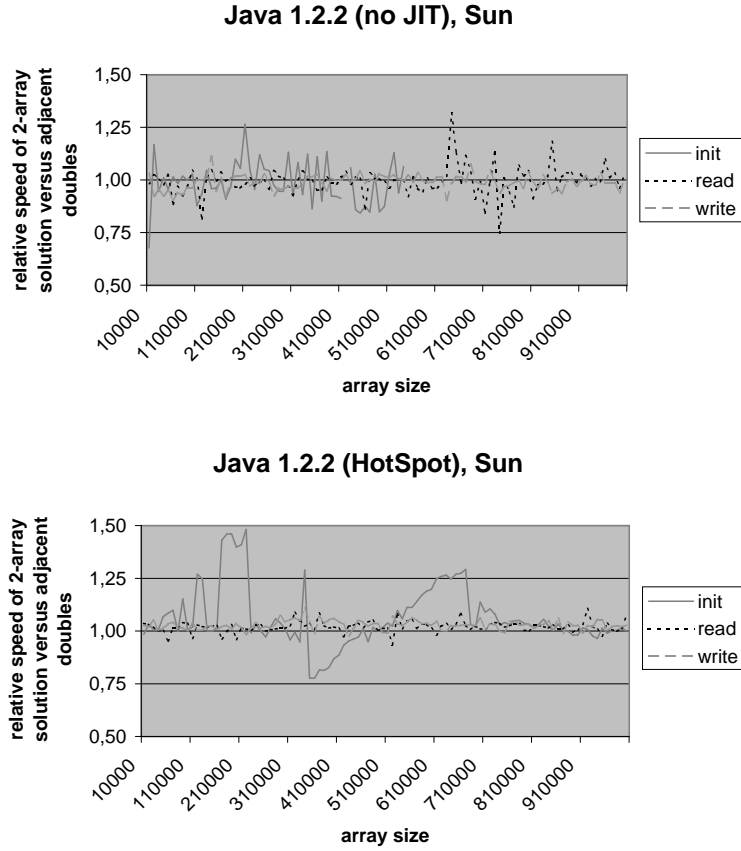 Java 1.2.2 (no JIT), Sun
relative speed of 2-array
solution versus adjacent
doubles
1,50
1,25
1,00
0,75
0,50
10000
110000
210000
310000
410000
510000
610000
710000
810000
910000
array size
init
read
write
Java 1.2.2 (HotSpot), Sun
relative speed of 2-array
solution versus adjacent
doubles
1,50
1,25
1,00
0,75
0,50
10000
110000
210000
310000
410000
510000
610000
710000
810000
910000
array size
init
read
write